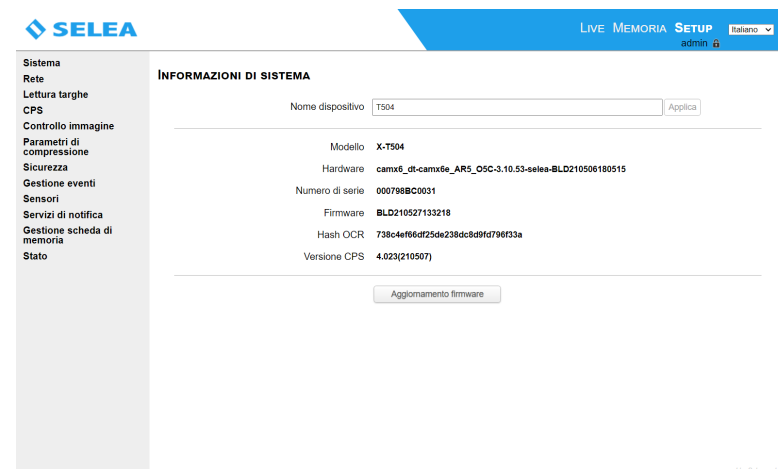 SELEA
LIVE MEMORIA SETUP
Italiano
admin
Sistema
Rete
Lettura targhe
CPS
Controllo immagine
Parametri di
compressione
Sicurezza
Gestione eventi
Sensori
Servizi di notifica
Gestione scheda di
memoria
Stato
INFORMAZIONI DI SISTEMA
Nome dispositivo T504 Applica
Modello X-T504
Hardware camx6_dt-camx6e_AR5_O5C-3.10.53-selea-BLD210506180515
Numero di serie 000798BC0031
Firmware BLD210527133218
Hash OCR 738c4ef66df25de238dc8d9fd796f33a
Versione CPS 4.023(210507)
Aggiornamento firmware